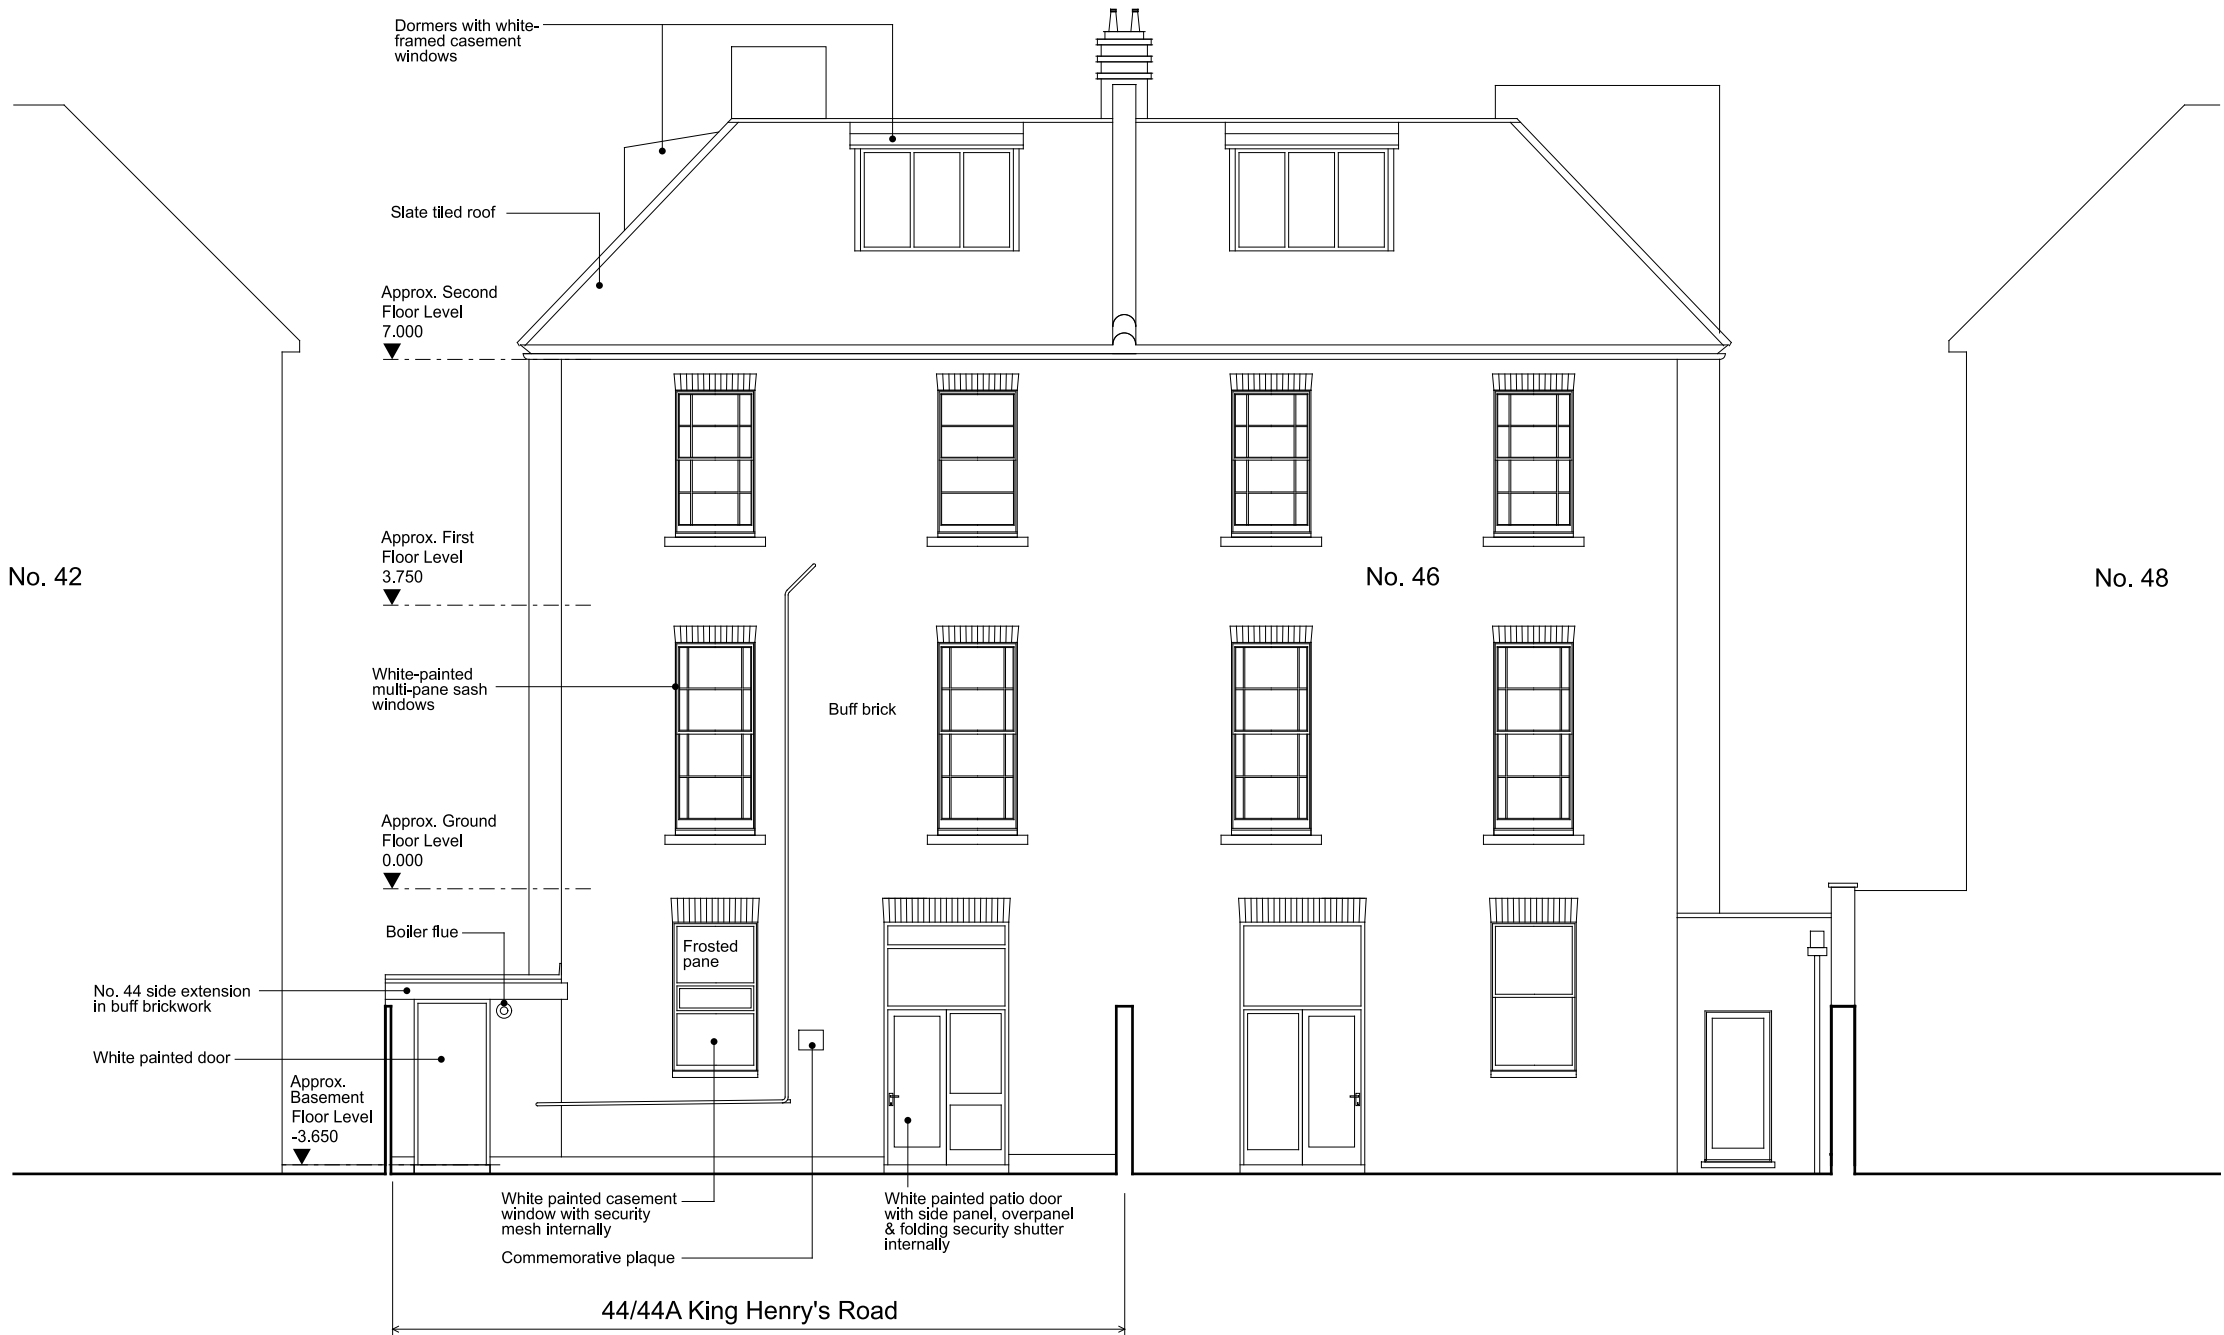 Dormers with white-
framed casement
windows
Slate tiled roof
Approx. Second
Floor Level
7.000
Approx. First
Floor Level
3.750
No. 42
No. 46
No. 48
White-painted
multi-pane sash
windows
Buff brick
Approx. Ground
Floor Level
0.000
Boiler flue
Frosted
pane
No. 44 side extension
in buff brickwork
White painted door
Approx.
Basement
Floor Level
-3.650
White painted casement
window with security
mesh internally
Commemorative plaque
White painted patio door
with side panel, overpanel
& folding security shutter
internally
44/44A King Henry's Road